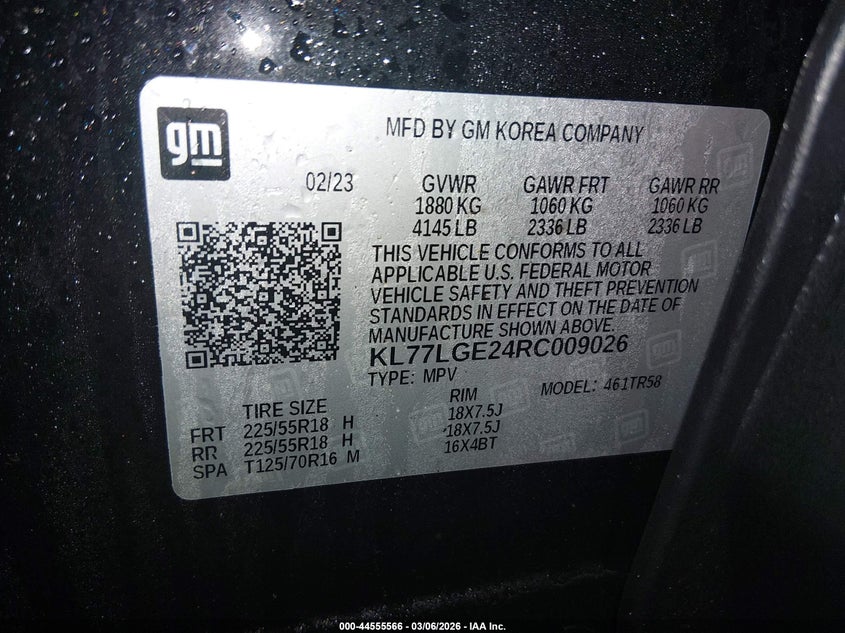 gm
MFD BY GM KOREA COMPANY
02/23 GVWR GAWR FRT GAWR RR
1880 KG 1060 KG 1060 KG
4145 LB 2336 LB 2336 LB
THIS VEHICLE CONFORMS TO ALL
APPLICABLE U.S. FEDERAL MOTOR
VEHICLE SAFETY AND THEFT PREVENTION
STANDARDS IN EFFECT ON THE DATE OF
MANUFACTURE SHOWN ABOVE.
KL77LGE24RC009026
TYPE: MPV MODEL: 461TR58
TIRE SIZE RIM
FRT 225/55R18 H 18X7.5J
RR 225/55R18 H 18X7.5J
SPA T125/70R16 M 16X4BT
000-44555566 - 03/06/2026 - IAA Inc.